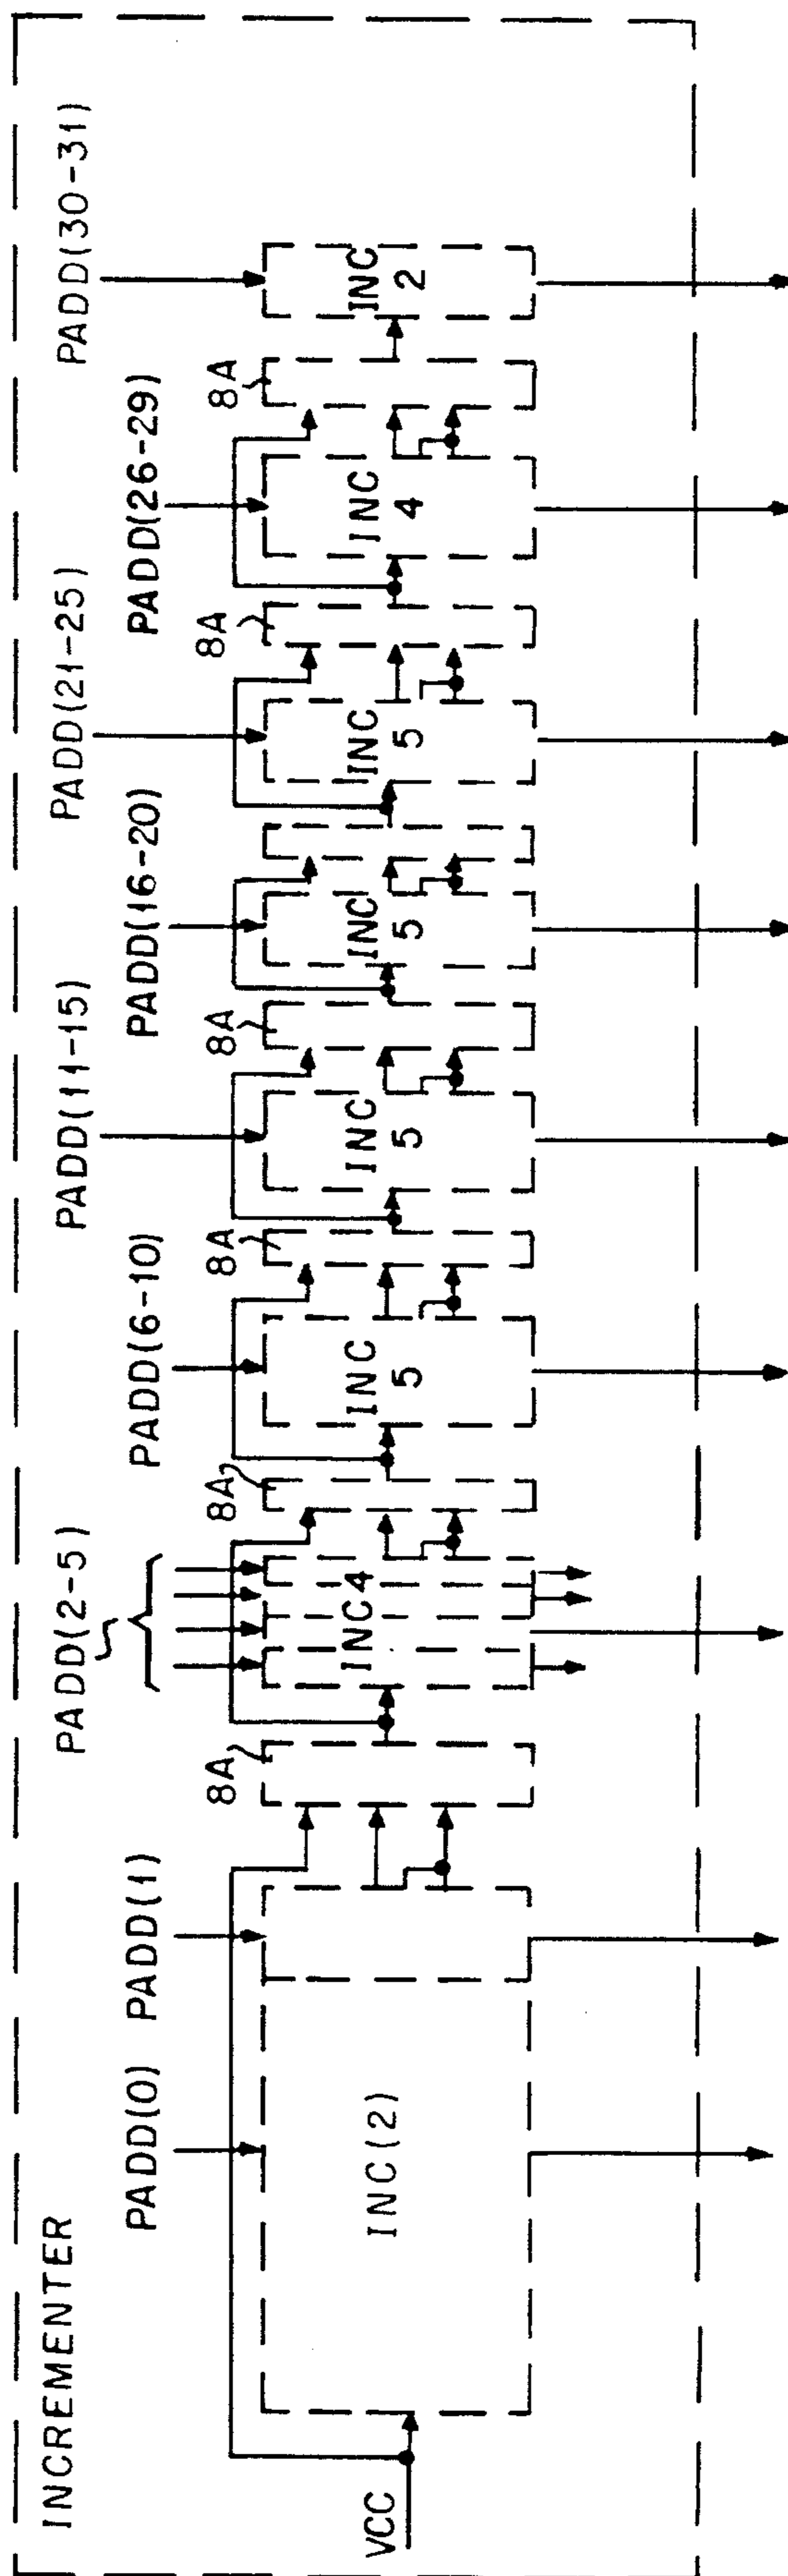 INCREMENTER
PADD(2-5)
PADD(11-15)
PADD(21-25)
PADD(30-31)
PADD(0)
PADD(1)
PADD(6-10)
PADD(16-20)
PADD(26-29)
8A
8A
8A
8A
8A
8A
VCC
INC(2)
INC4
INC
5
INC
5
INC
5
INC
5
INC
4
INC
2